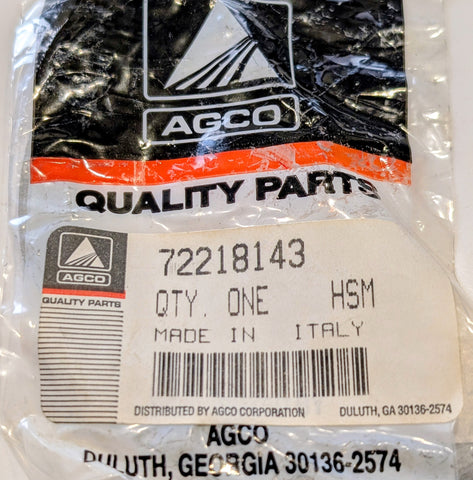 AGCO
QUALITY PARTS
AGCO
QUALITY PARTS
72218143
QTY. ONE HSM
MADE IN ITALY
DISTRIBUTED BY AGCO CORPORATION DULUTH, GA 30136-2574
AGCO
DULUTH, GEORGIA 30136-2574